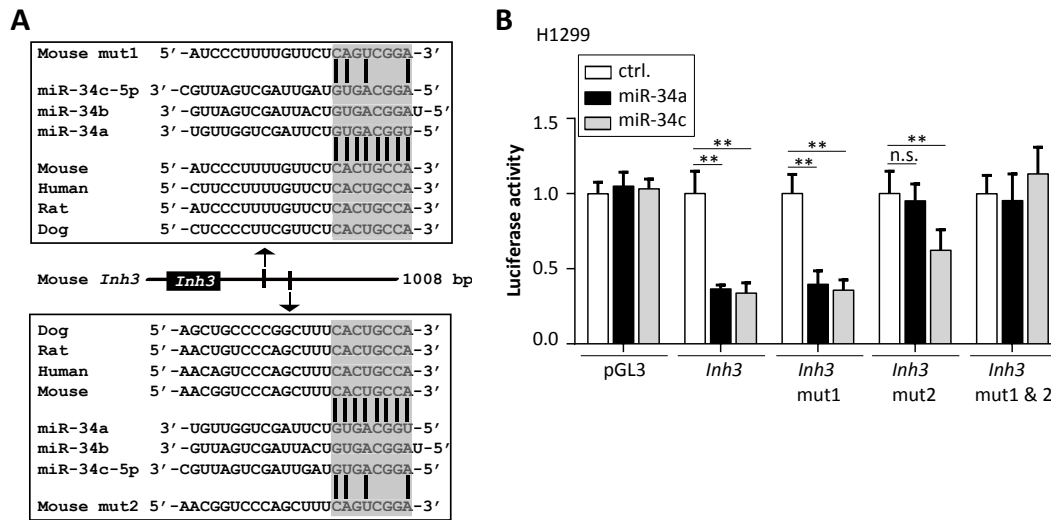 A
Mouse mut1 5’-AUCCCUUUUGUUCUCAGUCGGA-3’
miR-34c-5p 3’-CGUUAGUCGAUUGAUGUGACGGA-5’
miR-34b 3’-GUUAGUCGAUUACUGUGACGGAU-5’
miR-34a 3’-UGUUGGUCGAUUCUGUGACGGU-5’
Mouse 5’-AUCCCUUUUGUUCUCACUGCCA-3’
Human 5’-CUUCCUUUUGUUCUCACUGCCA-3’
Rat 5’-AUCCCUUUUGUUCUCACUGCCA-3’
Dog 5’-CUCCCCUUCGUUCUCACUGCCA-3’
Mouse Inh3 Inh3 1008 bp
Dog 5’-AGCUGCCCCGGCUUUCACUGCCA-3’
Rat 5’-AACUGUCCCAGCUUUCACUGCCA-3’
Human 5’-AACAGUCCCAGCUUUCACUGCCA-3’
Mouse 5’-AACGGUCCCAGCUUUCACUGCCA-3’
miR-34a 3’-UGUUGGUCGAUUCUGUGACGGU-5’
miR-34b 3’-GUUAGUCGAUUACUGUGACGGAU-5’
miR-34c-5p 3’-CGUUAGUCGAUUGAUGUGACGGA-5’
Mouse mut2 5’-AACGGUCCCAGCUUUCAGUCGGA-3’
B
H1299
ctrl.
miR-34a
miR-34c
Luciferase activity
1.5
1.0
0.5
0.0
**
**
**
**
**
n.s.
pGL3
Inh3
Inh3
mut1
Inh3
mut2
Inh3
mut1 & 2